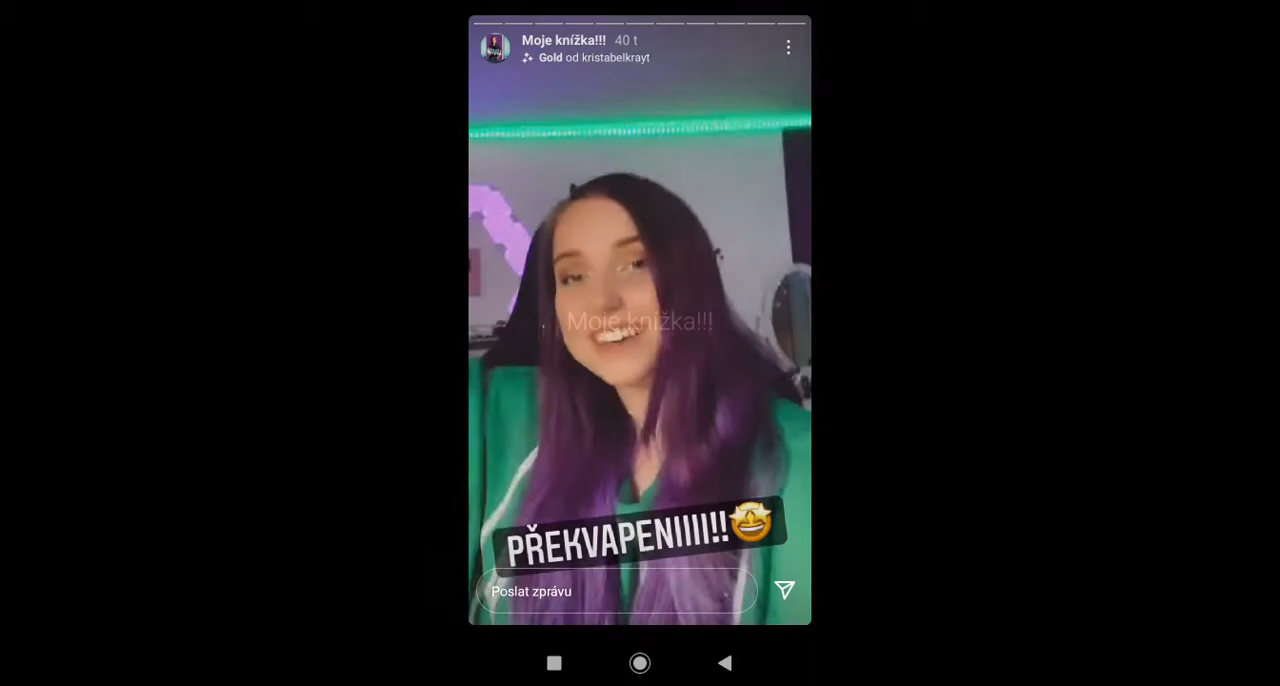 Moje knížka!!! 40 t
Gold od kristabelkrayt
Moje knížka!!!
PŘEKVAPENIIII!!🤩
Poslat zprávu